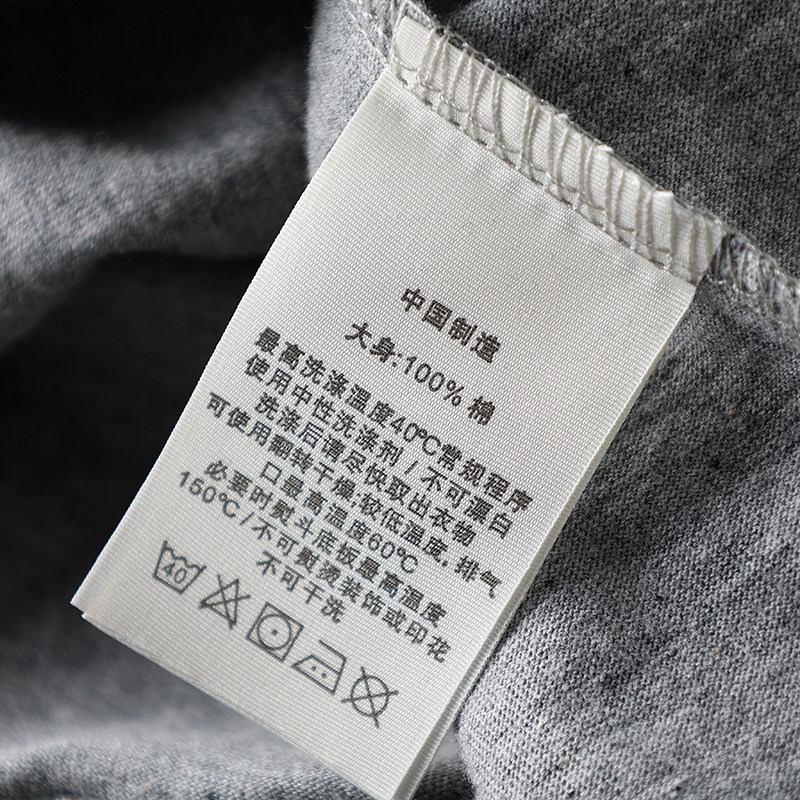 中国制造
大身:100% 棉
最高洗涤温度40℃常规程序
使用中性洗涤剂/不可漂白
洗涤后请尽快取出衣物
可使用翻转干燥,较低温度,排气
口最高温度60℃
必要时熨斗底板最高温度
150℃/不可熨烫装饰或印花
不可干洗
40